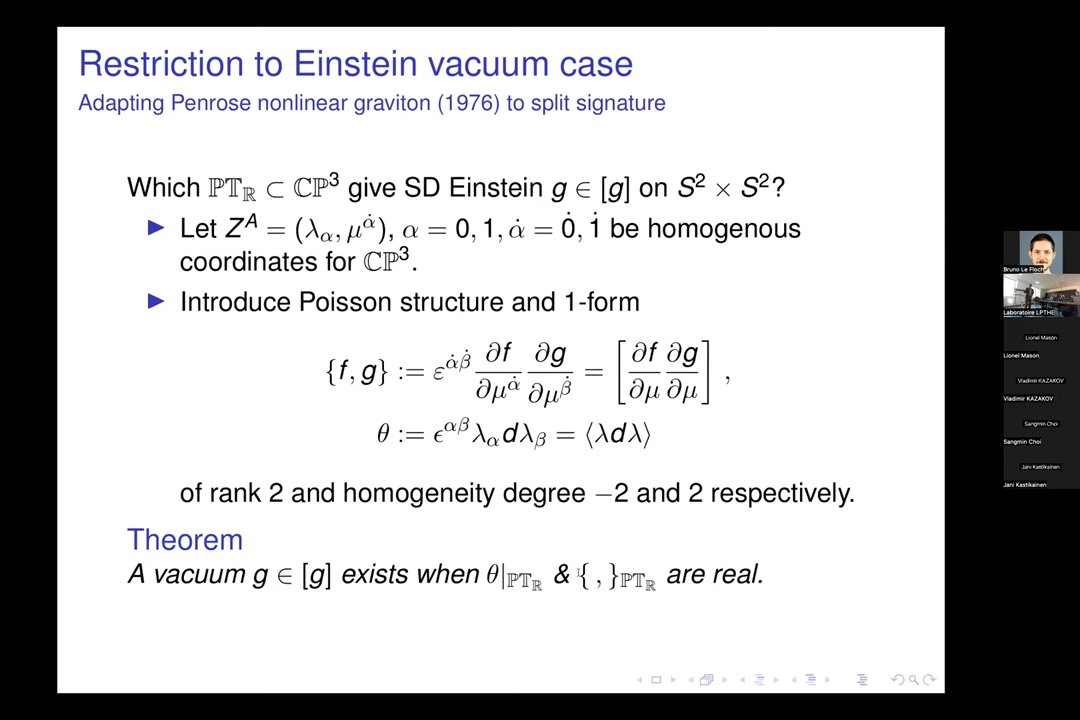 Restriction to Einstein vacuum case
Adapting Penrose nonlinear graviton (1976) to split signature
Which ℙ𝕋_ℝ ⊂ ℂℙ³ give SD Einstein g ∈ [g] on S² × S²?
▶ Let Z^A = (λ_α, μ^α̇), α = 0, 1, α̇ = 0̇, 1̇ be homogenous
coordinates for ℂℙ³.
▶ Introduce Poisson structure and 1-form
{f, g} := ε^{α̇β̇} ∂f/∂μ^α̇ ∂g/∂μ^β̇ = [∂f/∂μ ∂g/∂μ] ,
θ := ϵ^{αβ} λ_α dλ_β = ⟨λdλ⟩
of rank 2 and homogeneity degree −2 and 2 respectively.
Theorem
A vacuum g ∈ [g] exists when θ|_{ℙ𝕋_ℝ} & { , }_{ℙ𝕋_ℝ} are real.
Bruno Le Floch
Laboratoire LPTHE
Lionel Mason
Lionel Mason
Vladimir KAZAKOV
Vladimir KAZAKOV
Sangmin Choi
Sangmin Choi
Jani Kastikainen
Jani Kastikainen